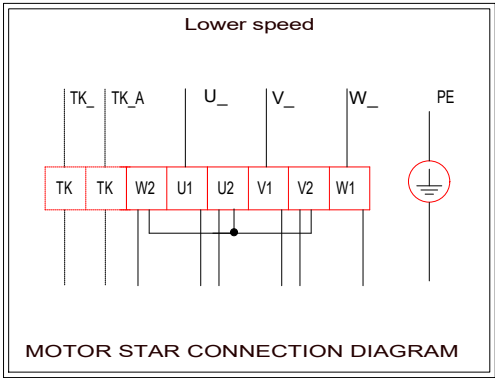 Lower speed
TK_ TK_A U_ V_ W_ PE
TK TK W2 U1 U2 V1 V2 W1
MOTOR STAR CONNECTION DIAGRAM